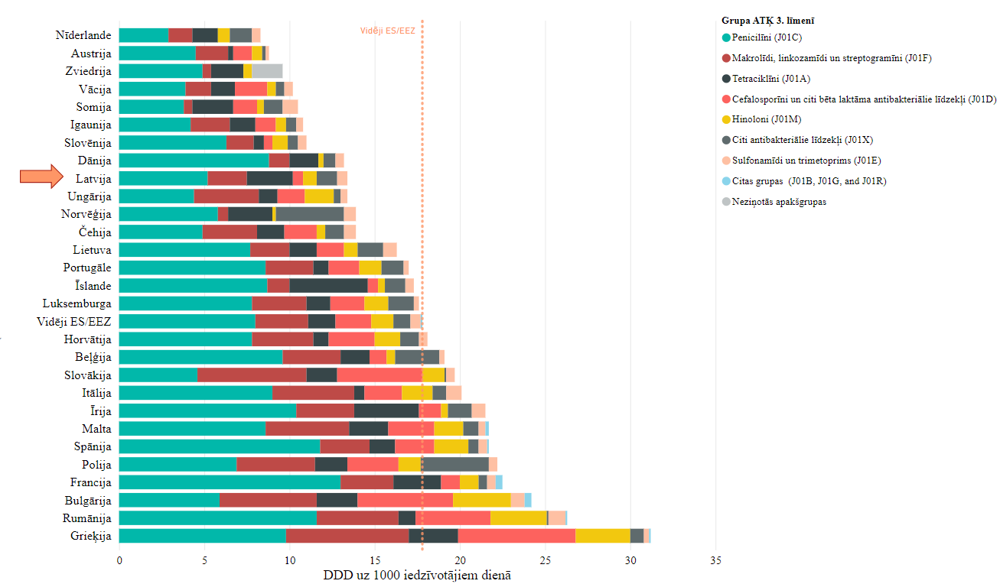 Vidēji ES/EEZ
Nīderlande
Austrija
Zviedrija
Vācija
Somija
Igaunija
Slovēnija
Dānija
Latvija
Ungārija
Norvēģija
Čehija
Lietuva
Portugāle
Īslande
Luksemburga
Vidēji ES/EEZ
Horvātija
Beļģija
Slovākija
Itālija
Īrija
Malta
Spānija
Polija
Francija
Bulgārija
Rumānija
Grieķija
0 5 10 15 20 25 30 35
DDD uz 1000 iedzīvotājiem dienā
Grupa ATĶ 3. līmenī
Penicilīni (J01C)
Makrolīdi, linkozamīdi un streptogramīni (J01F)
Tetraciklīni (J01A)
Cefalosporīni un citi bēta laktāma antibakteriālie līdzekļi (J01D)
Hinoloni (J01M)
Citi antibakteriālie līdzekļi (J01X)
Sulfonamīdi un trimetoprims (J01E)
Citas grupas (J01B, J01G, and J01R)
Neziņotās apakšgrupas